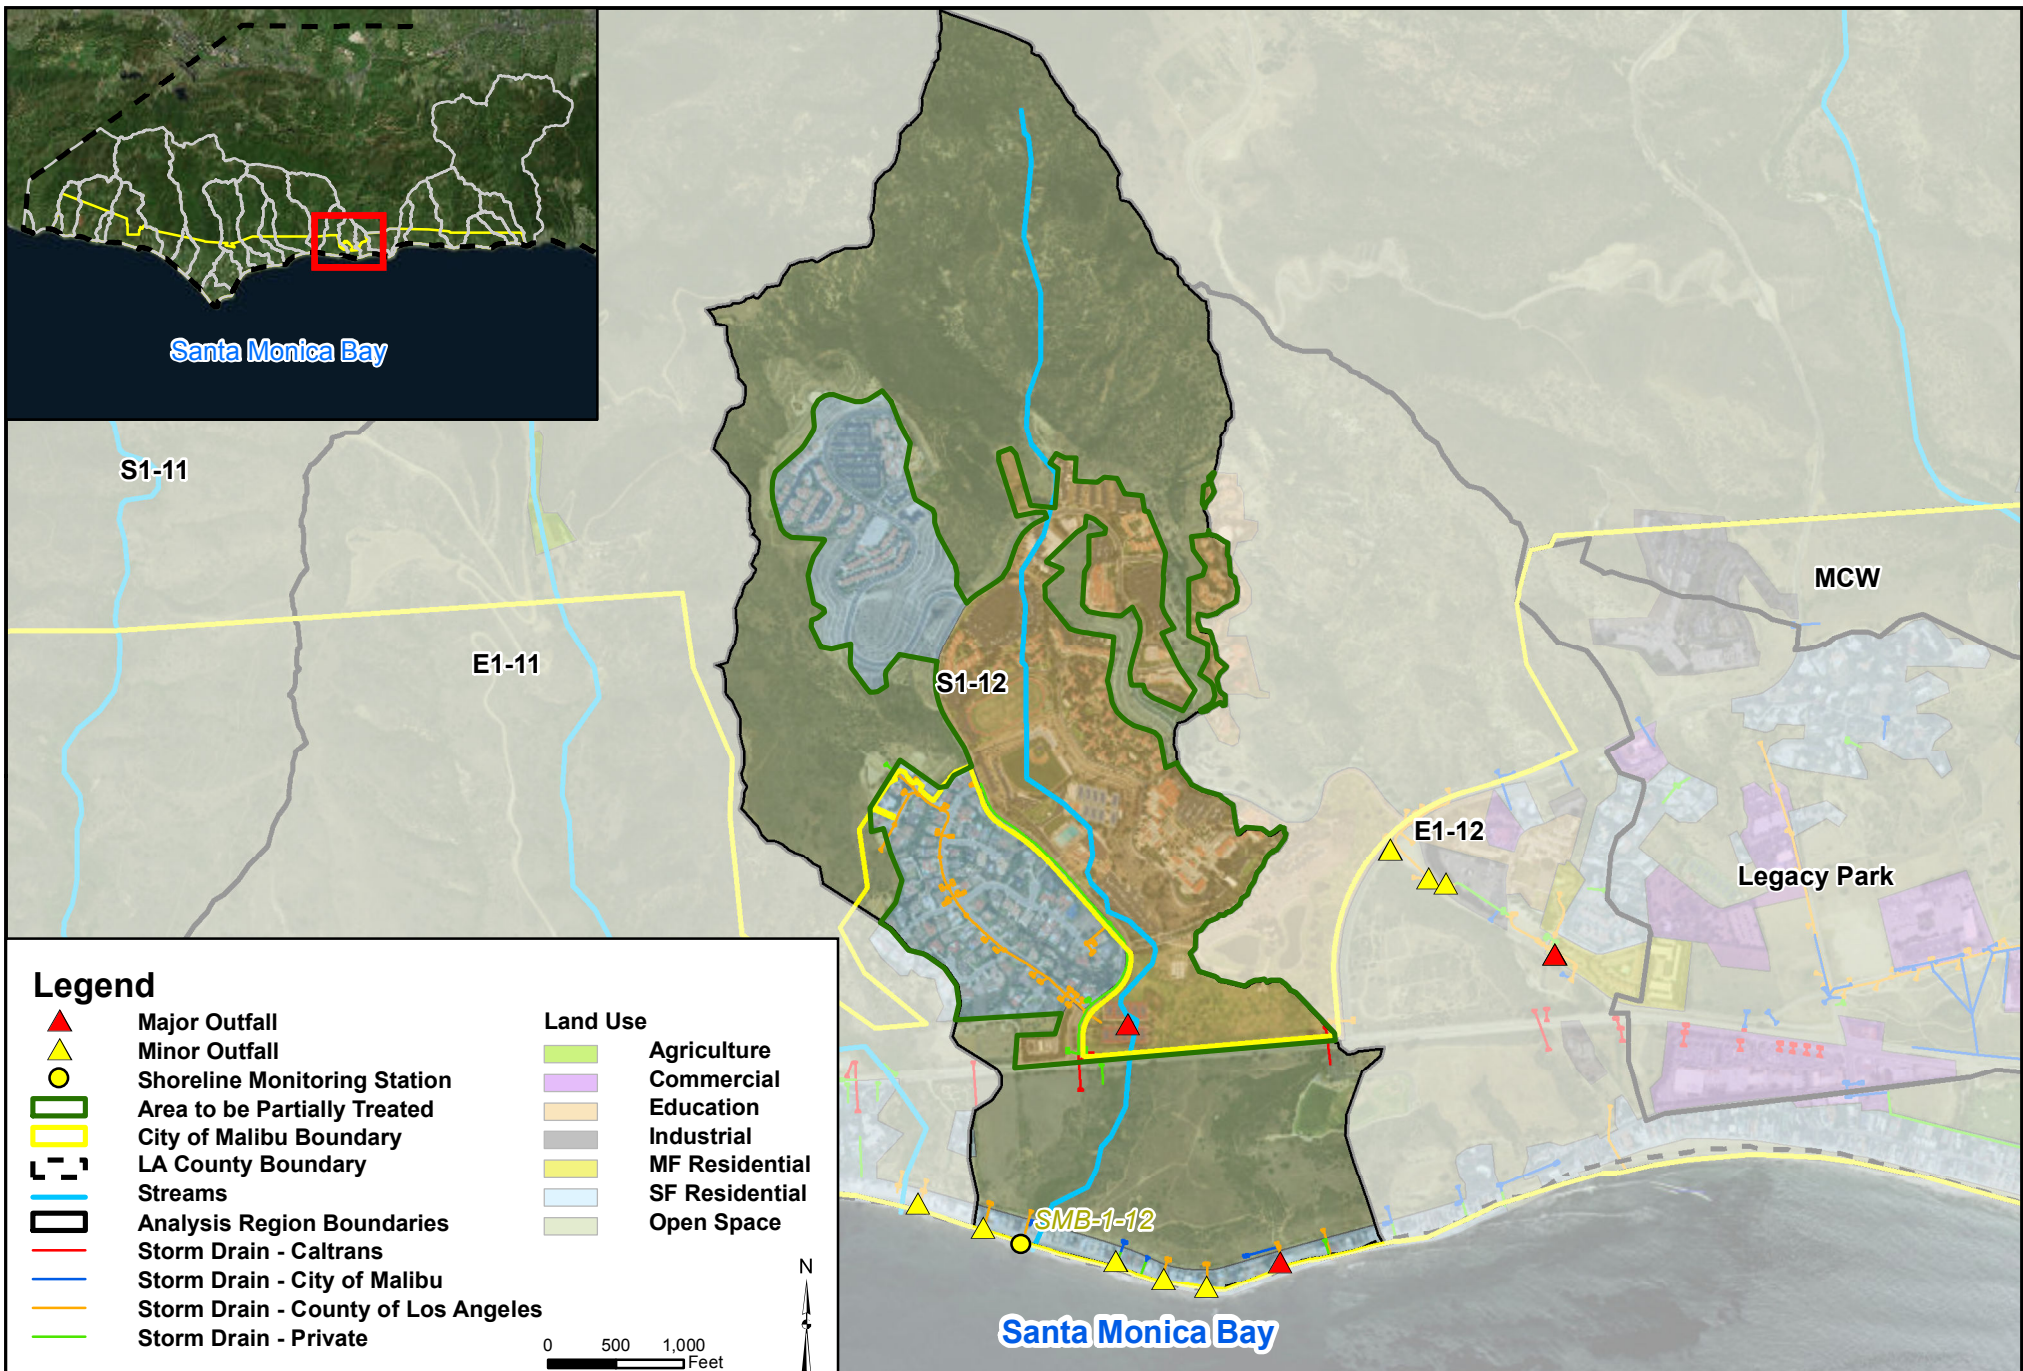 Santa Monica Bay
S1-11
E1-11
S1-12
MCW
E1-12
Legacy Park
SMB-1-12
Santa Monica Bay
Legend
Major Outfall
Minor Outfall
Shoreline Monitoring Station
Area to be Partially Treated
City of Malibu Boundary
LA County Boundary
Streams
Analysis Region Boundaries
Storm Drain - Caltrans
Storm Drain - City of Malibu
Storm Drain - County of Los Angeles
Storm Drain - Private
Land Use
Agriculture
Commercial
Education
Industrial
MF Residential
SF Residential
Open Space
N
0 500 1,000
Feet